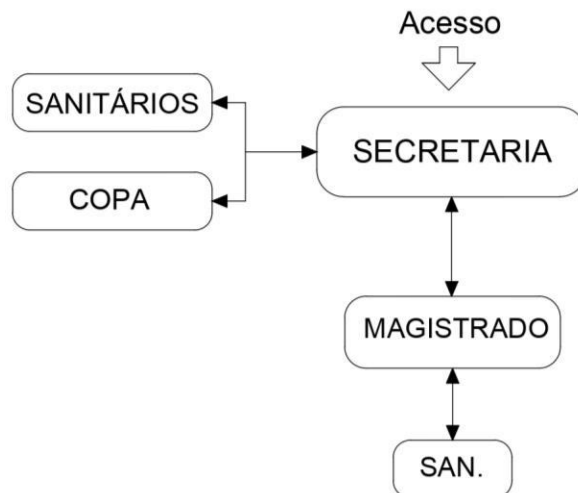 Acesso
SANITÁRIOS
SECRETARIA
COPA
MAGISTRADO
SAN.